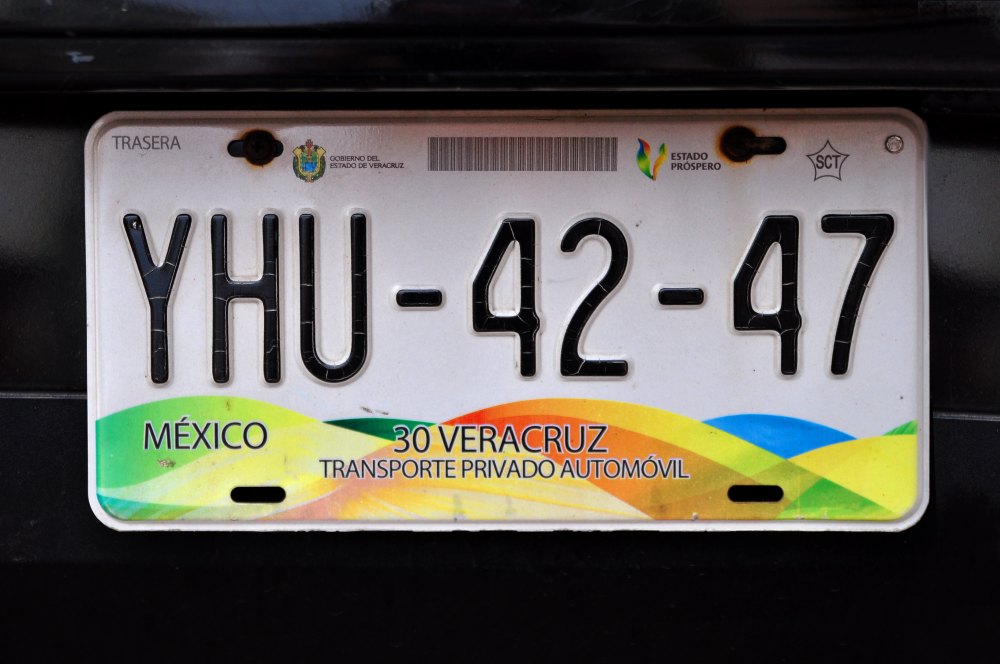 TRASERA
GOBIERNO DEL
ESTADO DE VERACRUZ
ESTADO
PRÓSPERO
SCT
YHU-42-47
MÉXICO
30 VERACRUZ
TRANSPORTE PRIVADO AUTOMÓVIL